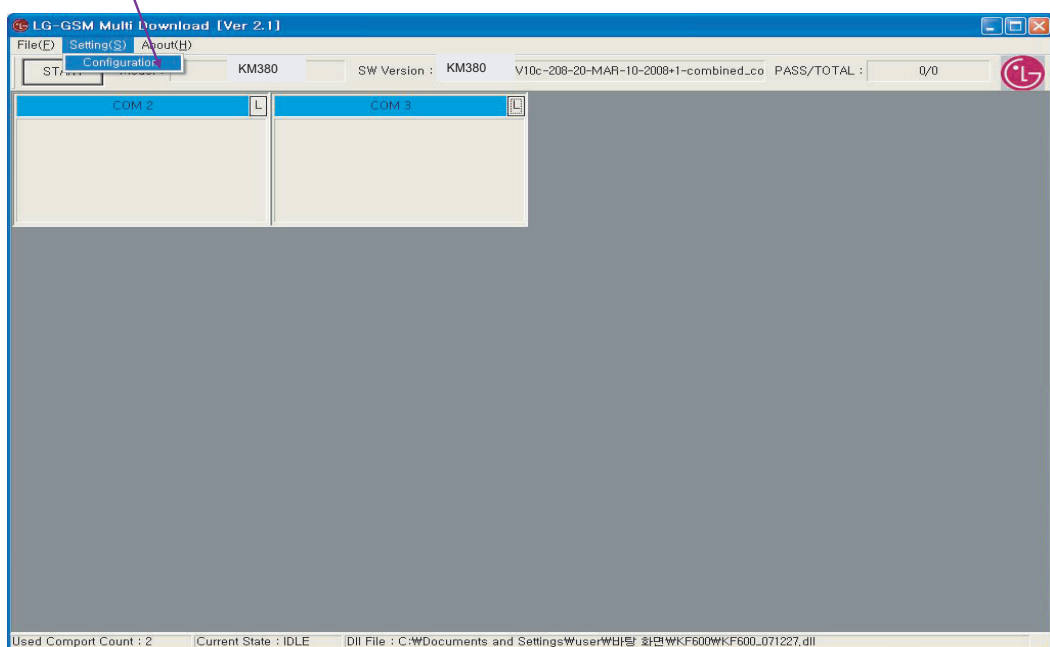 LG-GSM Multi Download [Ver 2.1]
File(F) Setting(S) About(H)
Configuration
KM380 SW Version : KM380 V10c-208-20-MAR-10-2008+1-combined_co PASS/TOTAL : 0/0
COM 2 L COM 3 L
Used Comport Count : 2 Current State : IDLE Dll File : C:₩Documents and Settings₩user₩바탕 화면₩KF600₩KF600_071227.dll